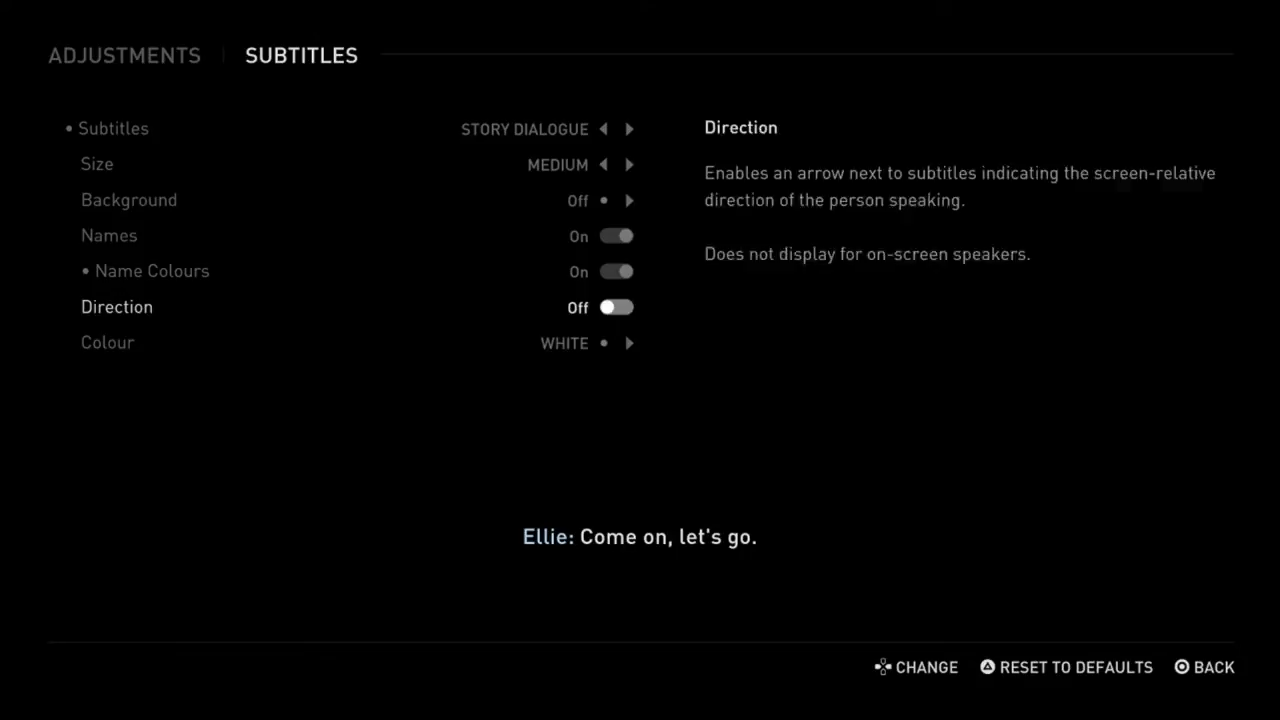 ADJUSTMENTS SUBTITLES
• Subtitles STORY DIALOGUE
Size MEDIUM
Background Off
Names On
• Name Colours On
Direction Off
Colour WHITE
Direction
Enables an arrow next to subtitles indicating the screen-relative
direction of the person speaking.
Does not display for on-screen speakers.
Ellie: Come on, let's go.
CHANGE RESET TO DEFAULTS BACK